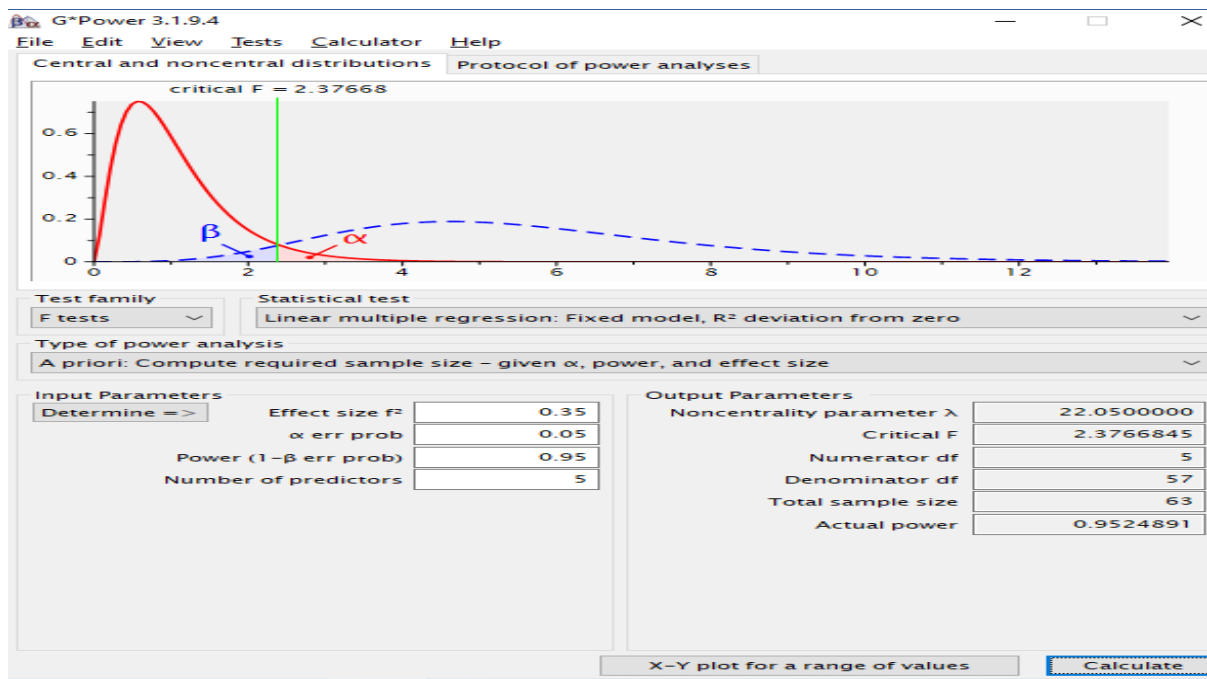 βα G*Power 3.1.9.4
File Edit View Tests Calculator Help
Central and noncentral distributions Protocol of power analyses
critical F = 2.37668
0.6
0.4
0.2
0
β α
0 2 4 6 8 10 12
Test family Statistical test
F tests Linear multiple regression: Fixed model, R² deviation from zero
Type of power analysis
A priori: Compute required sample size – given α, power, and effect size
Input Parameters Output Parameters
Determine => Effect size f² 0.35 Noncentrality parameter λ 22.0500000
α err prob 0.05 Critical F 2.3766845
Power (1-β err prob) 0.95 Numerator df 5
Number of predictors 5 Denominator df 57
Total sample size 63
Actual power 0.9524891
X-Y plot for a range of values Calculate